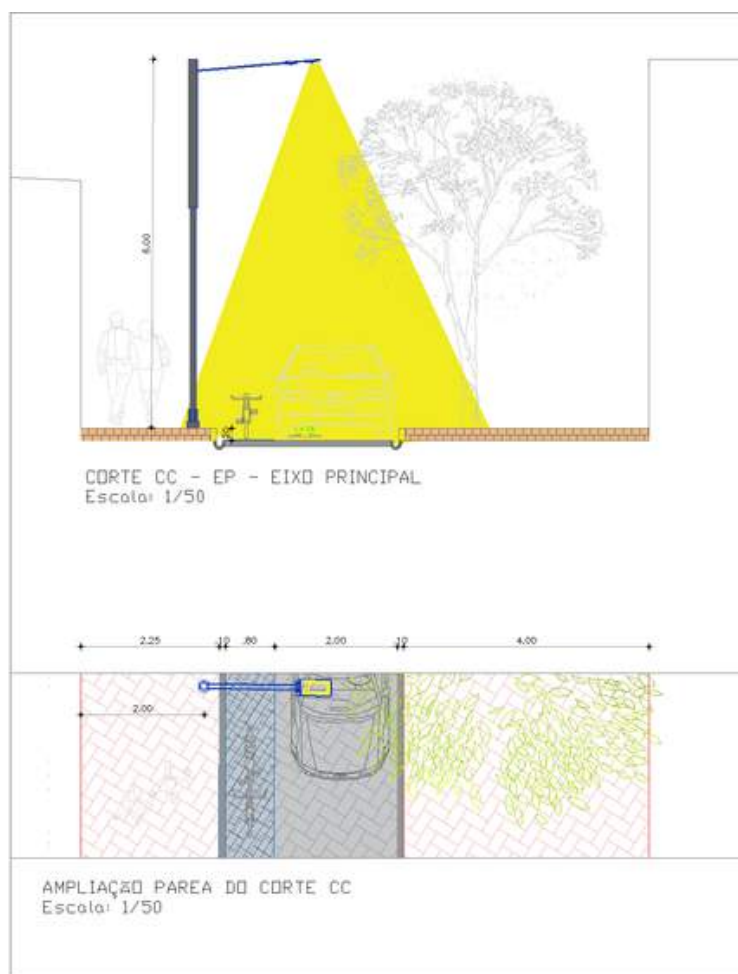 6.00
CORTE CC - EP - EIXO PRINCIPAL
Escala: 1/50
2.25 .10 .80 2.00 .10 4.00
2.00
AMPLIAÇÃO PAREA DO CORTE CC
Escala: 1/50